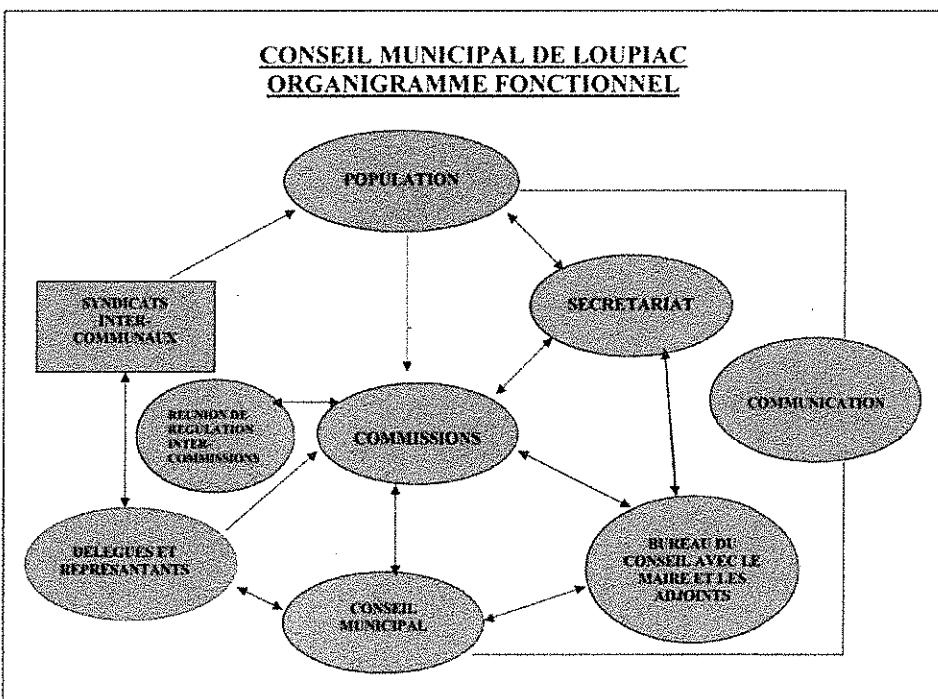 CONSEIL MUNICIPAL DE LOUPIAC
ORGANIGRAMME FONCTIONNEL
POPULATION
SYNDICATS
INTER-
COMMUNAUX
SECRETARIAT
REUNION DE
REGULATION
INTER-
COMMISSIONS
COMMISSIONS
COMMUNICATION
DELEGUES ET
REPRESANTANTS
CONSEIL
MUNICIPAL
BUREAU DU
CONSEIL AVEC LE
MAIRE ET LES
ADJOINTS